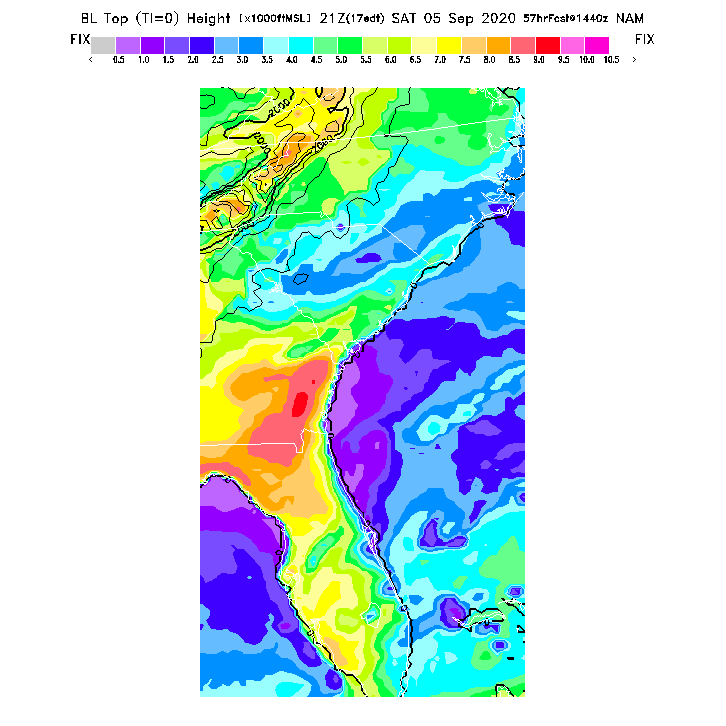 BL Top (TI=0) Height [x1000ftMSL] 21Z(17edt) SAT 05 Sep 2020 57hrFcst@1440z NAM
FIX FIX
< 0.5 1.0 1.5 2.0 2.5 3.0 3.5 4.0 4.5 5.0 5.5 6.0 6.5 7.0 7.5 8.0 8.5 9.0 9.5 10.0 10.5 >
2000
2000
2000